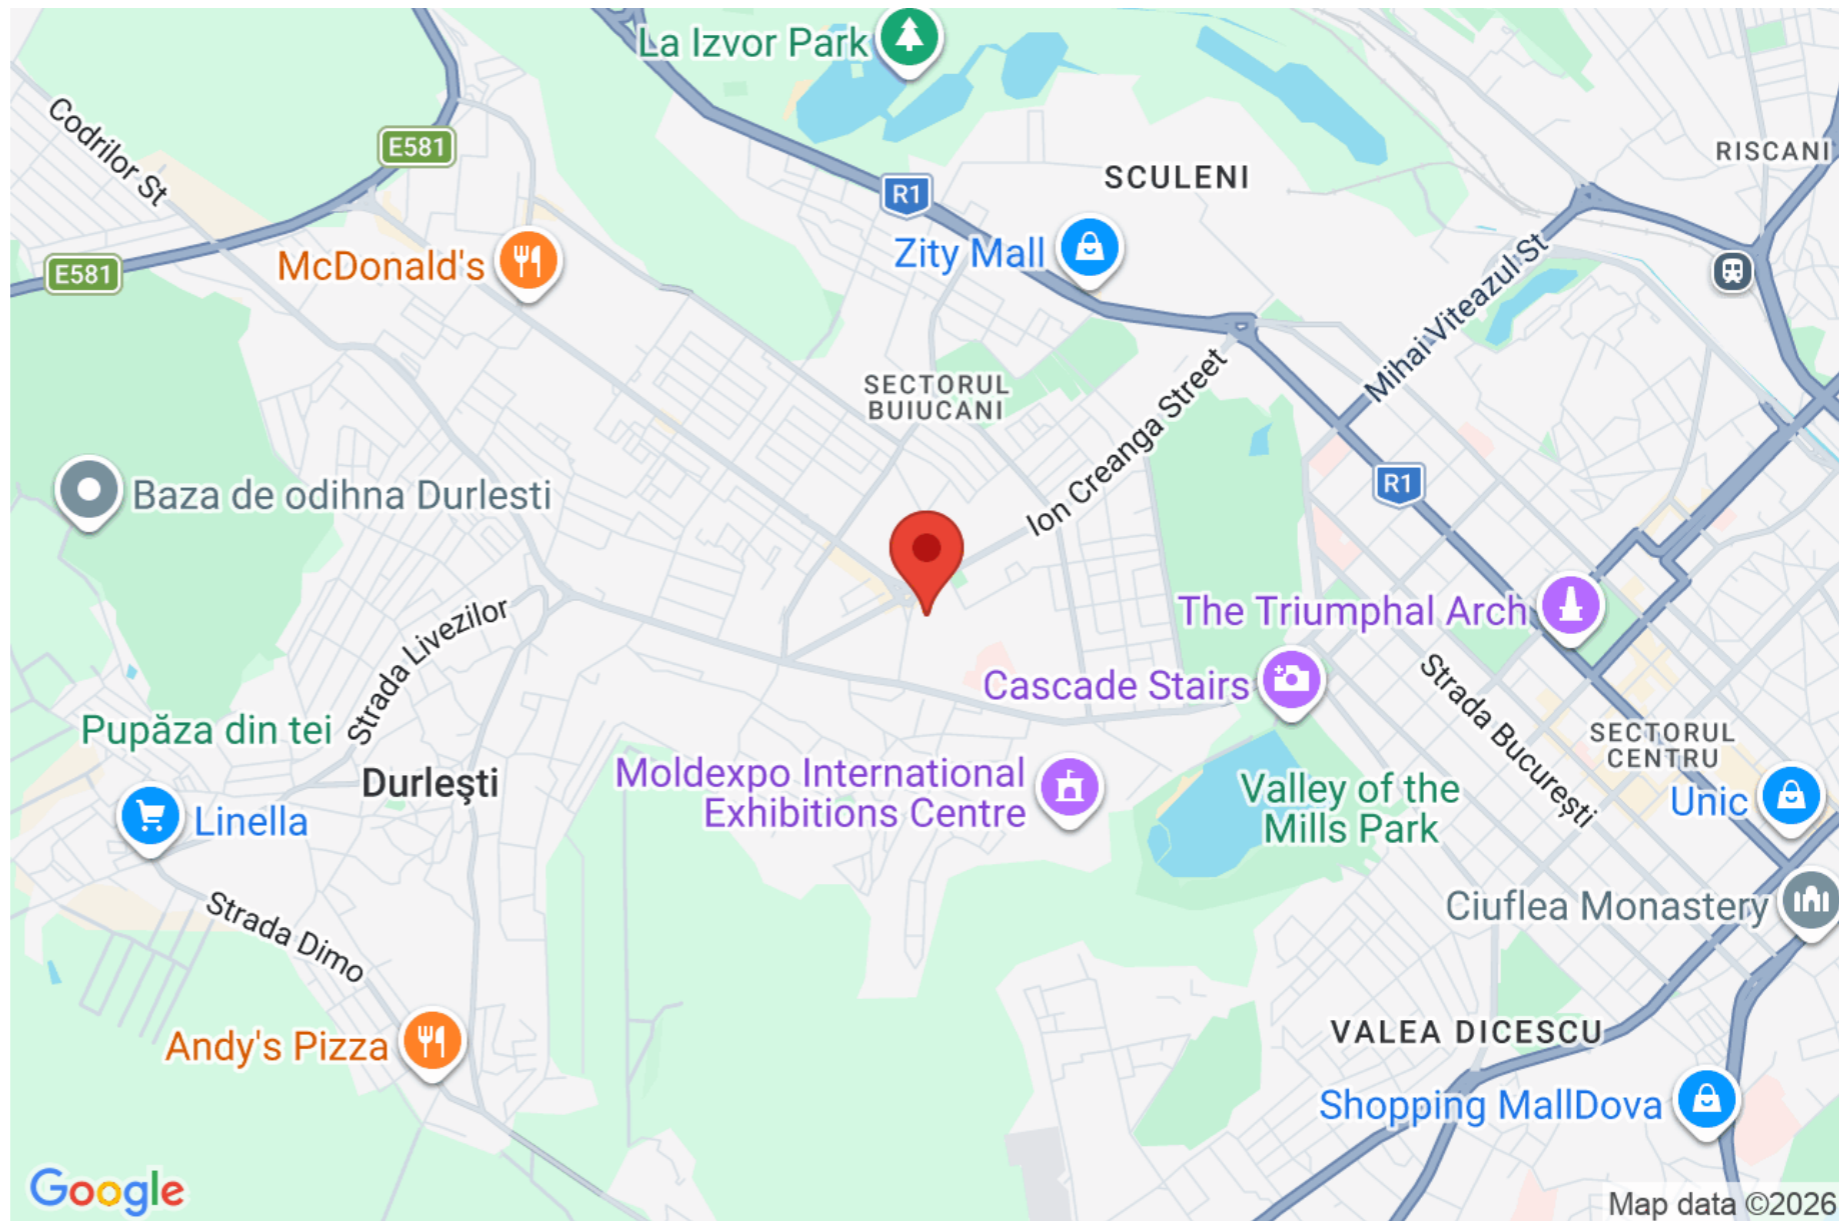 La Izvor Park
Codrilor St
E581
RISCANI
SCULENI
R1
Zity Mall
McDonald's
E581
Mihai Viteazul St
SECTORUL
BUIUCANI
Ion Creanga Street
Baza de odihna Durlesti
R1
The Triumphal Arch
Strada Livezilor
Cascade Stairs
Strada București
Pupăza din tei
SECTORUL
CENTRU
Durleşti
Moldexpo International
Exhibitions Centre
Valley of the
Mills Park
Unic
Linella
Ciuflea Monastery
Strada Dimo
VALEA DICESCU
Andy's Pizza
Shopping MallDova
Google
Map data ©2026